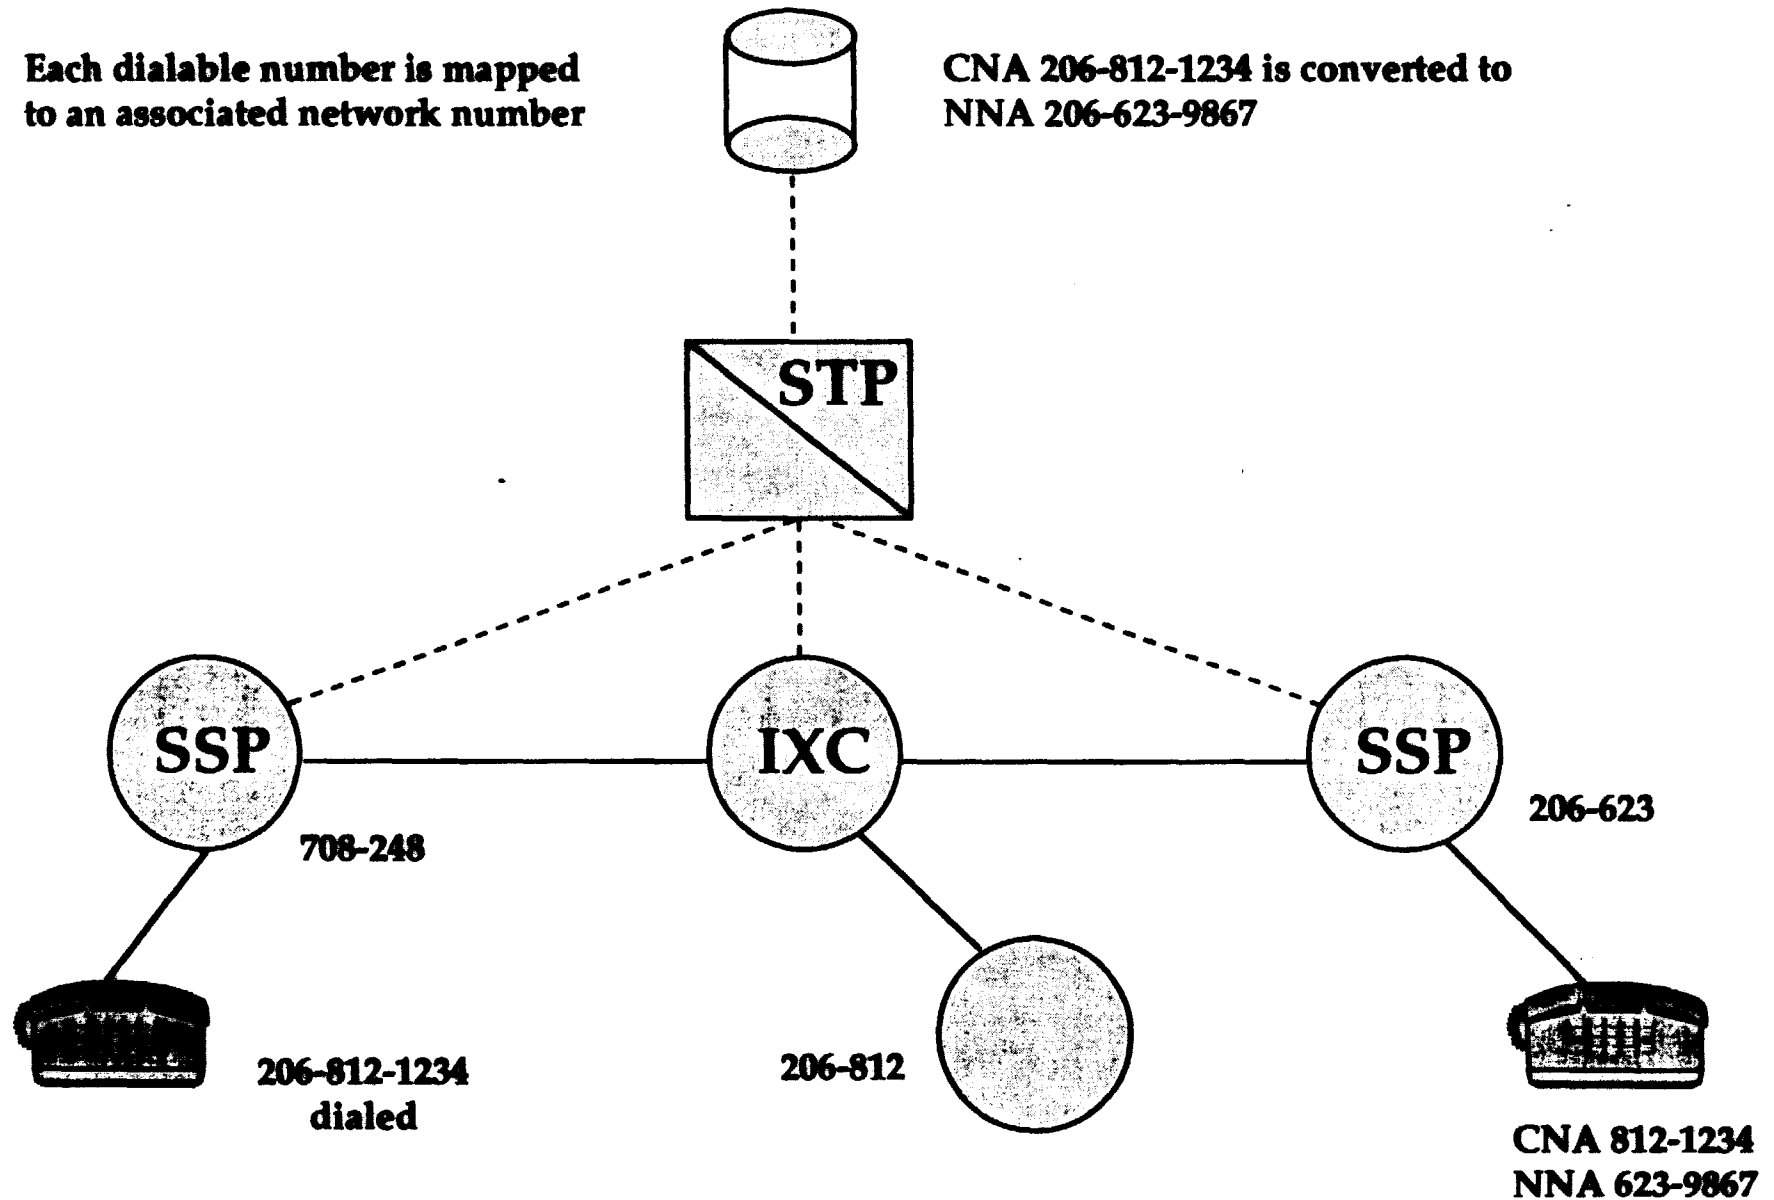 Each dialable number is mapped
to an associated network number
CNA 206-812-1234 is converted to
NNA 206-623-9867
STP
SSP
IXC
SSP
206-623
708-248
206-812-1234
dialed
206-812
CNA 812-1234
NNA 623-9867